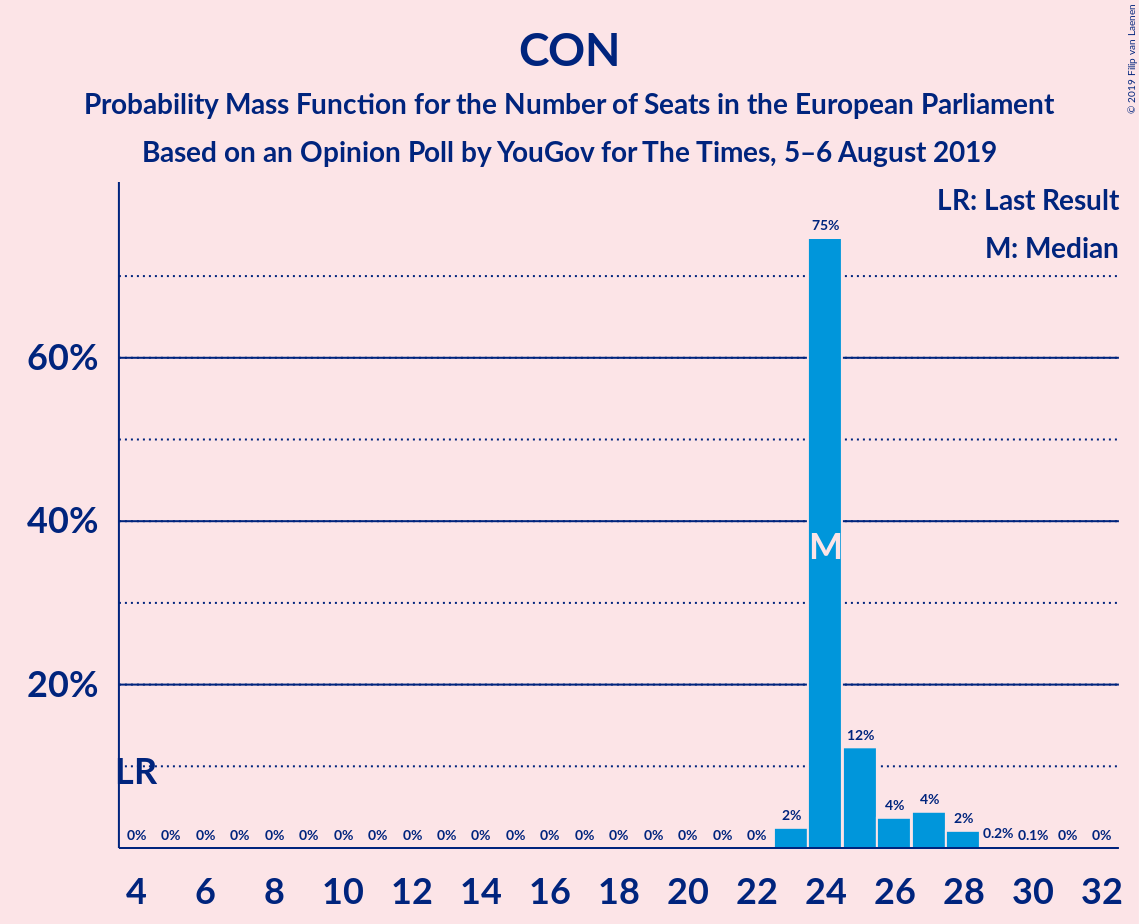 CON
Probability Mass Function for the Number of Seats in the European Parliament
Based on an Opinion Poll by YouGov for The Times, 5–6 August 2019
© 2019 Filip van Laenen
LR: Last Result
M: Median
75%
60%
40%
M
20%
12%
LR
4% 4%
2% 2%
0% 0% 0% 0% 0% 0% 0% 0% 0% 0% 0% 0% 0% 0% 0% 0% 0% 0% 0% 0.2% 0.1% 0% 0%
4 6 8 10 12 14 16 18 20 22 24 26 28 30 32